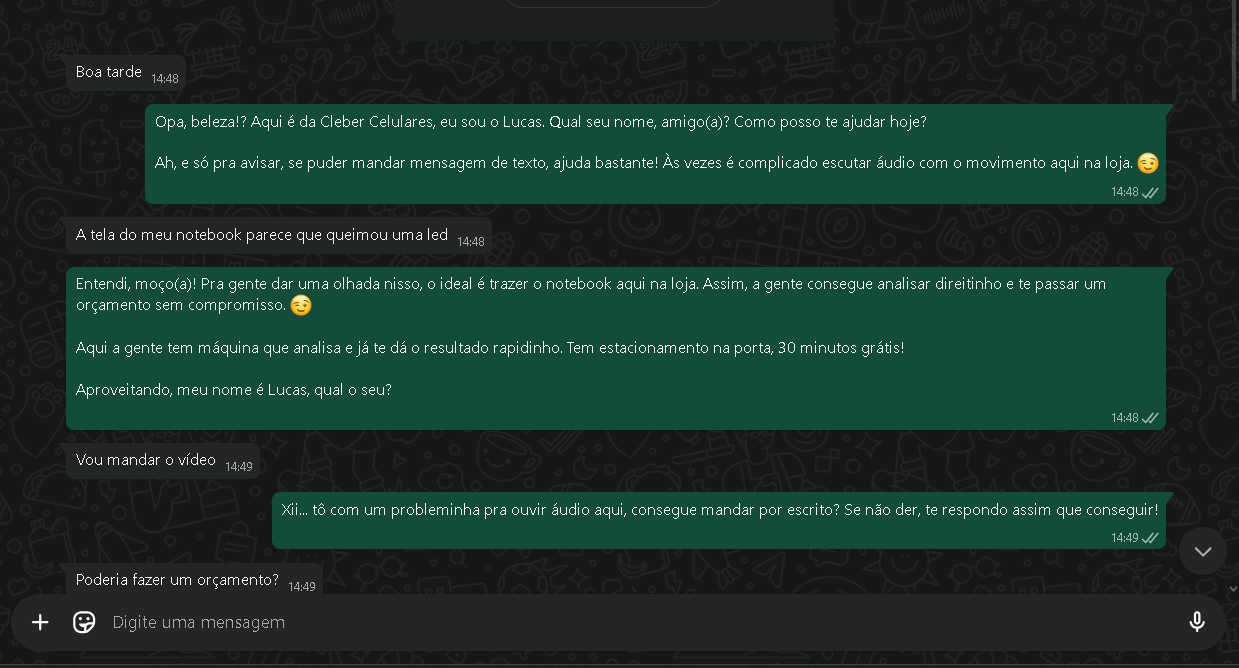 Boa tarde 14:48
Opa, beleza!? Aqui é da Cleber Celulares, eu sou o Lucas. Qual seu nome, amigo(a)? Como posso te ajudar hoje?
Ah, e só pra avisar, se puder mandar mensagem de texto, ajuda bastante! Às vezes é complicado escutar áudio com o movimento aqui na loja. 😉
14:48
A tela do meu notebook parece que queimou uma led 14:48
Entendi, moço(a)! Pra gente dar uma olhada nisso, o ideal é trazer o notebook aqui na loja. Assim, a gente consegue analisar direitinho e te passar um
orçamento sem compromisso. 😉
Aqui a gente tem máquina que analisa e já te dá o resultado rapidinho. Tem estacionamento na porta, 30 minutos grátis!
Aproveitando, meu nome é Lucas, qual o seu?
14:48
Vou mandar o vídeo 14:49
Xii... tô com um probleminha pra ouvir áudio aqui, consegue mandar por escrito? Se não der, te respondo assim que conseguir!
14:49
Poderia fazer um orçamento? 14:49
Digite uma mensagem